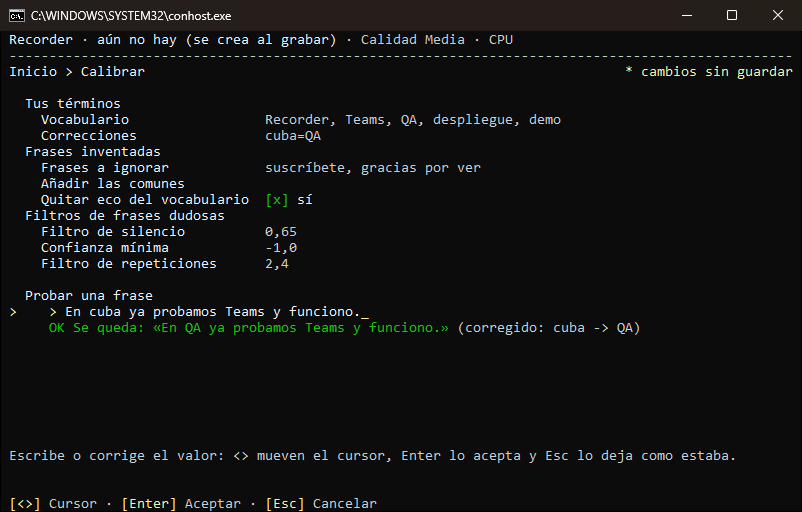 C:\WINDOWS\SYSTEM32\conhost.exe
Recorder · aún no hay (se crea al grabar) · Calidad Media · CPU
--------------------------------------------------------------------------------------------------
Inicio > Calibrar * cambios sin guardar
Tus términos
Vocabulario Recorder, Teams, QA, despliegue, demo
Correcciones cuba=QA
Frases inventadas
Frases a ignorar suscríbete, gracias por ver
Añadir las comunes
Quitar eco del vocabulario [x] sí
Filtros de frases dudosas
Filtro de silencio 0,65
Confianza mínima -1,0
Filtro de repeticiones 2,4
Probar una frase
> > En cuba ya probamos Teams y funciono._
OK Se queda: «En QA ya probamos Teams y funciono.» (corregido: cuba -> QA)
Escribe o corrige el valor: <> mueven el cursor, Enter lo acepta y Esc lo deja como estaba.
[<>] Cursor · [Enter] Aceptar · [Esc] Cancelar